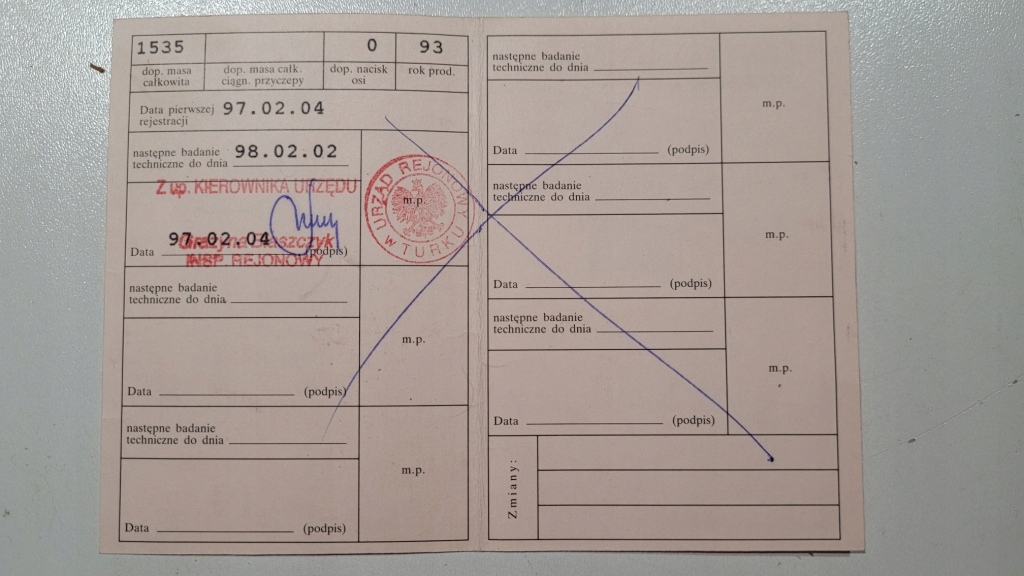 1535 0 93
dop. masa całkowita
dop. masa całk. ciągn. przyczepy
dop. nacisk osi
rok prod.
Data pierwszej rejestracji 97.02.04
następne badanie
techniczne do dnia 98.02.02
Z up. KIEROWNIKA URZĘDU
m.p.
URZĄD REJONOWY
W TURKU
Data 97.02.04 (podpis)
Grażyna Błaszczyk
INSP. REJONOWY
następne badanie
techniczne do dnia
m.p.
Data (podpis)
następne badanie
techniczne do dnia
m.p.
Data (podpis)
następne badanie
techniczne do dnia
m.p.
Data (podpis)
następne badanie
techniczne do dnia
m.p.
Data (podpis)
następne badanie
techniczne do dnia
m.p.
Data (podpis)
Zmiany: